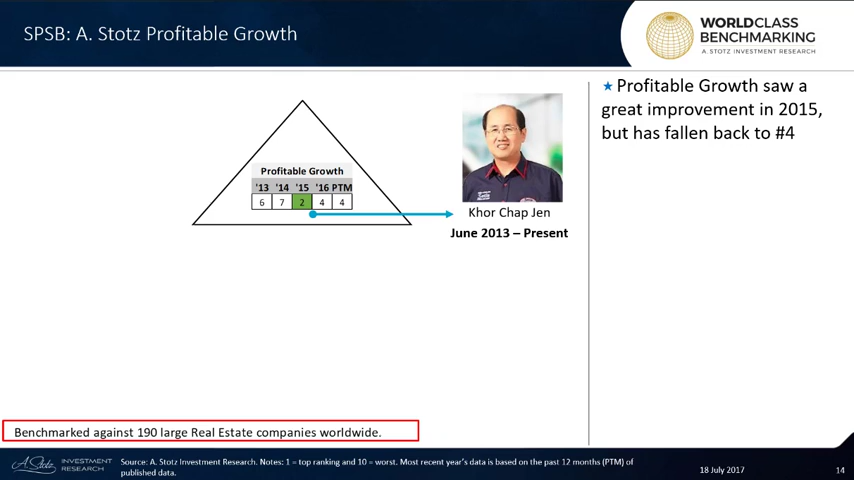 SPSB: A. Stotz Profitable Growth
WORLDCLASS
BENCHMARKING
A STOTZ INVESTMENT RESEARCH
★ Profitable Growth saw a
great improvement in 2015,
but has fallen back to #4
Profitable Growth
'13 '14 '15 '16 PTM
6 7 2 4 4
Khor Chap Jen
June 2013 – Present
Benchmarked against 190 large Real Estate companies worldwide.
A. Stotz INVESTMENT
RESEARCH
Source: A. Stotz Investment Research. Notes: 1 = top ranking and 10 = worst. Most recent year's data is based on the past 12 months (PTM) of
published data.
18 July 2017
14